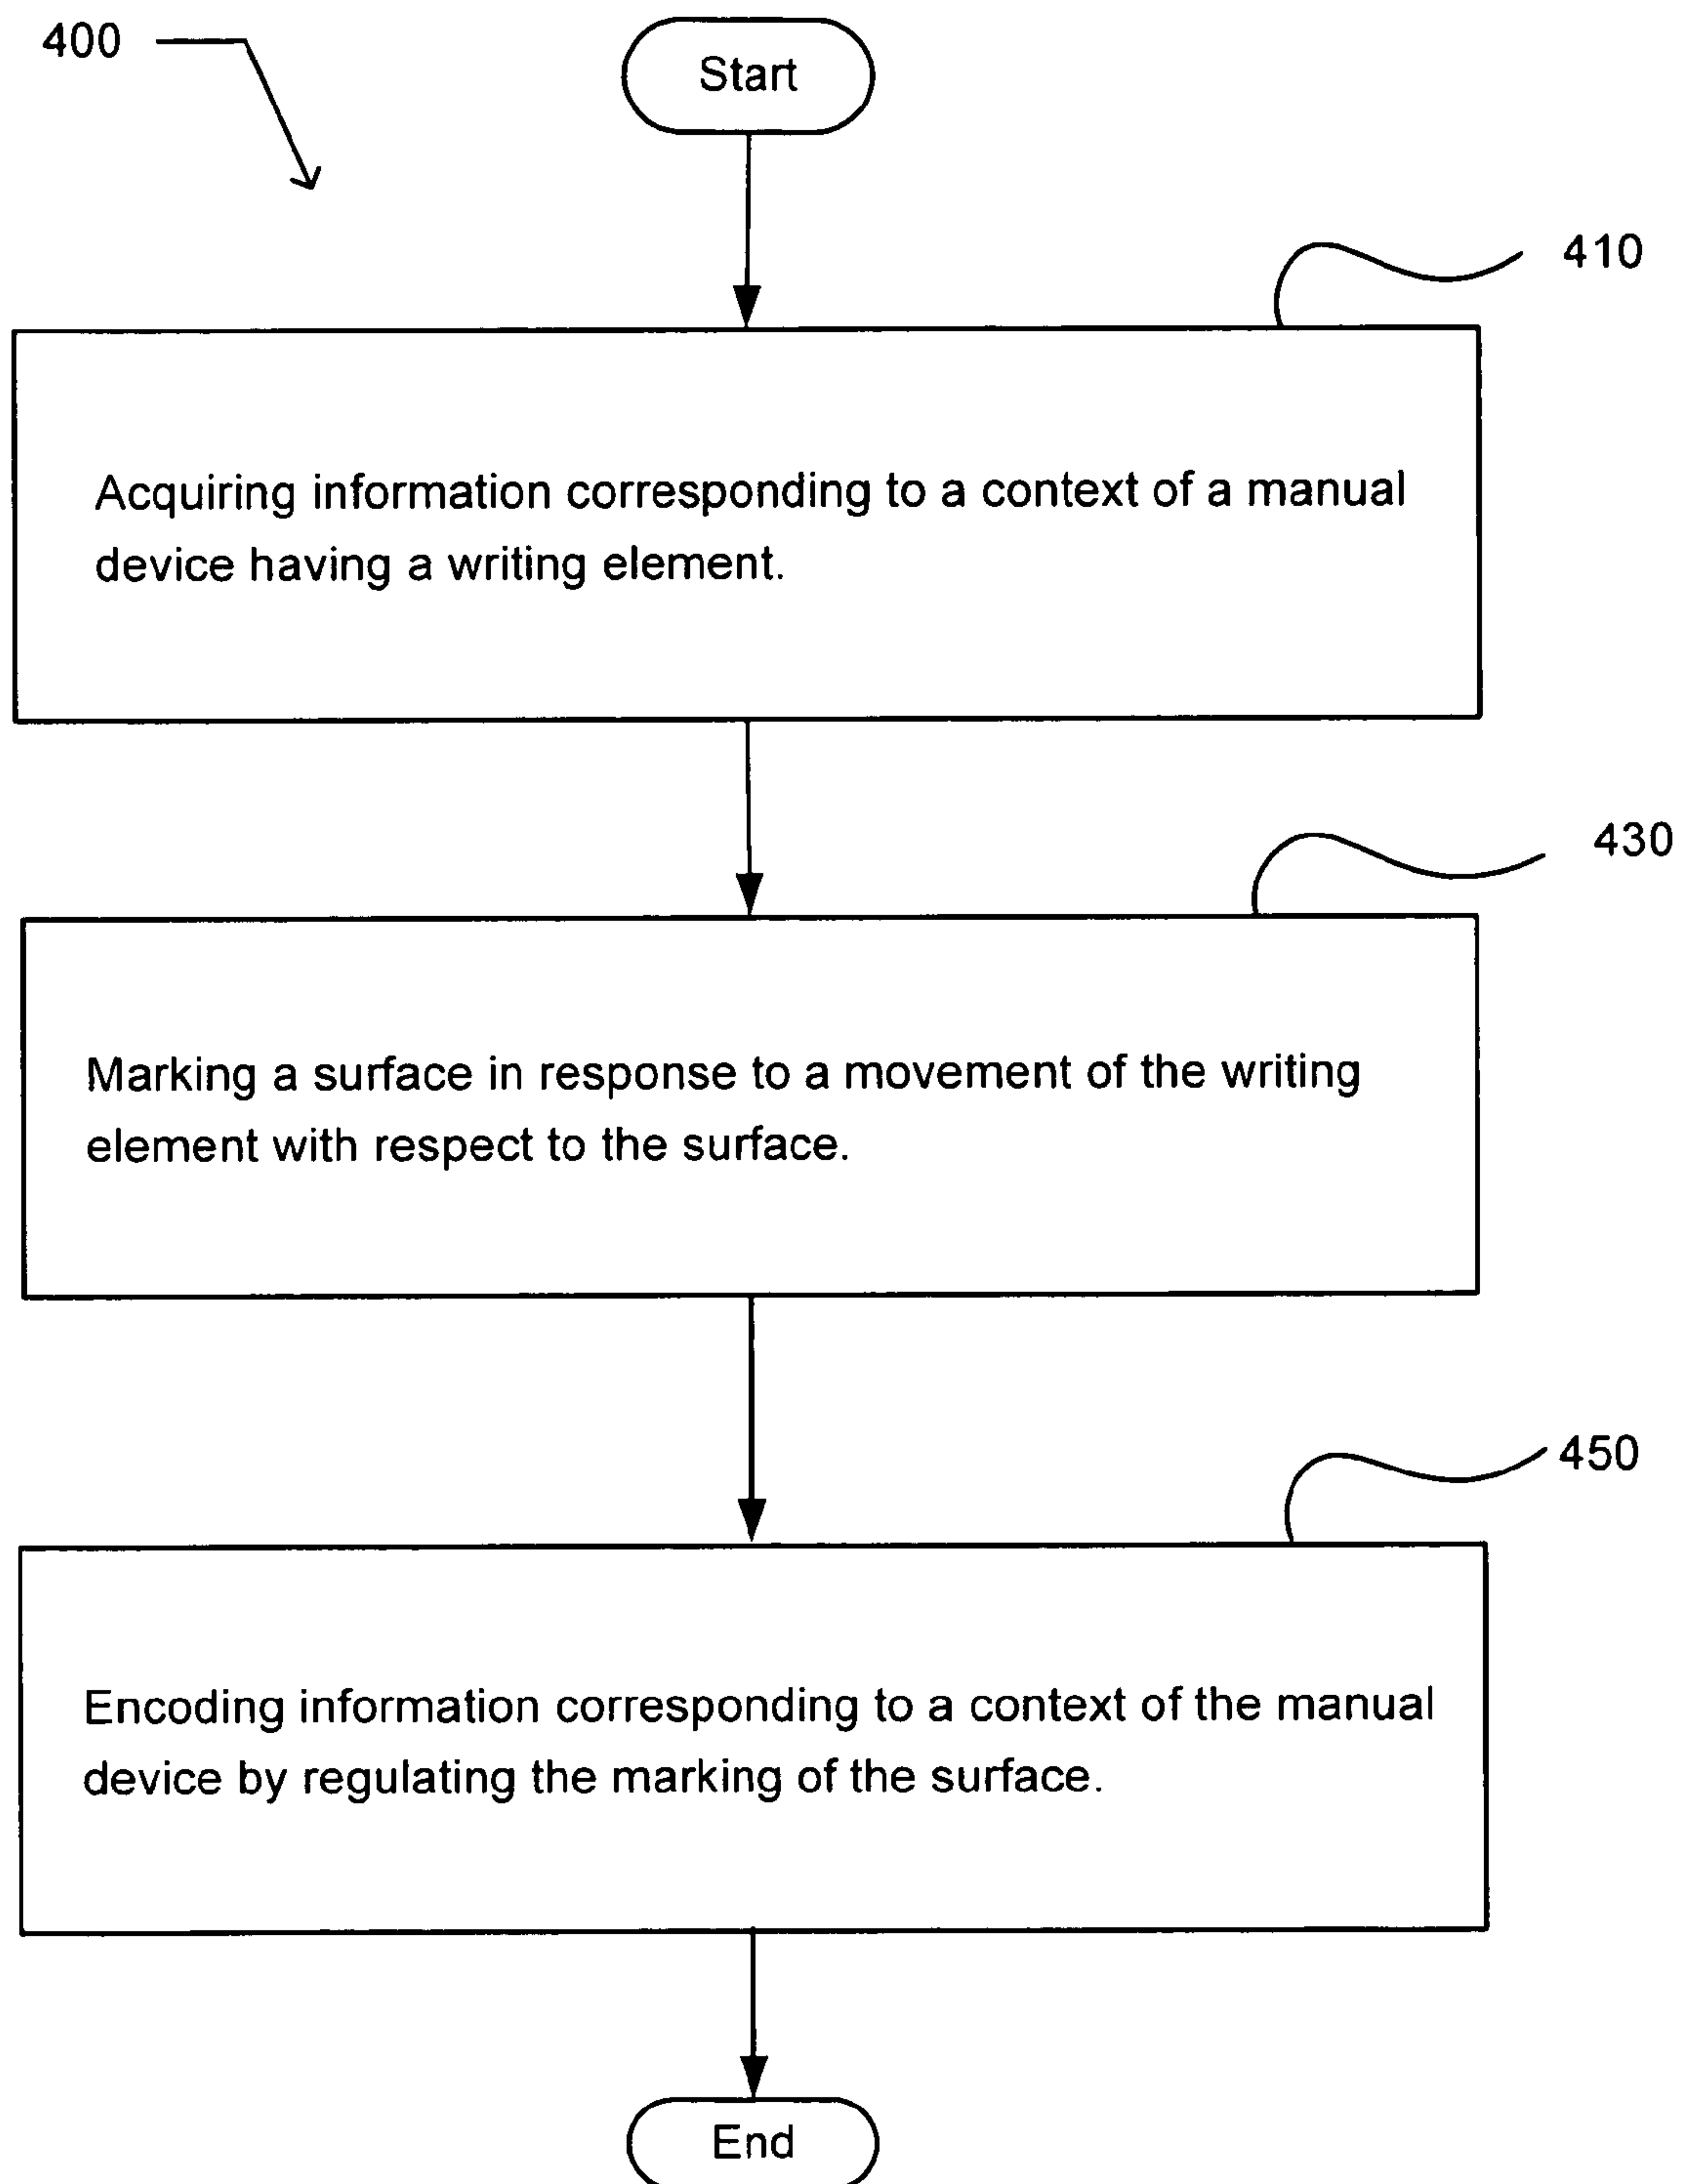 400
Start
410
Acquiring information corresponding to a context of a manual
device having a writing element.
430
Marking a surface in response to a movement of the writing
element with respect to the surface.
450
Encoding information corresponding to a context of the manual
device by regulating the marking of the surface.
End